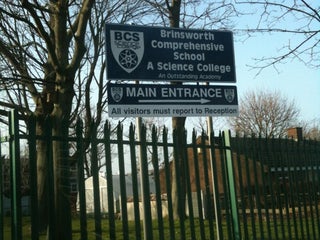 BCS
Brinsworth
Comprehensive
School
A Science College
An Outstanding Academy
MAIN ENTRANCE
All visitors must report to Reception